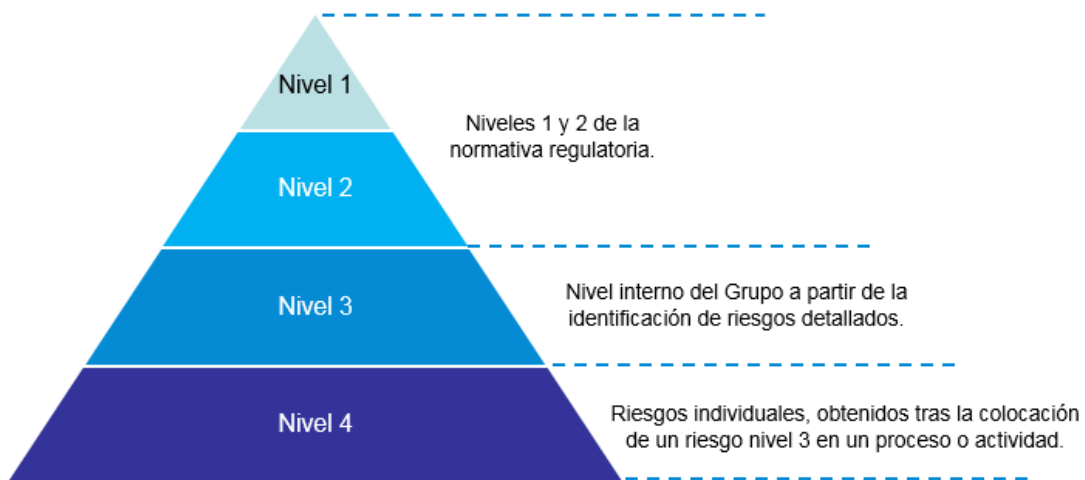 Nivel 1
Niveles 1 y 2 de la
normativa regulatoria.
Nivel 2
Nivel 3
Nivel interno del Grupo a partir de la
identificación de riesgos detallados.
Nivel 4
Riesgos individuales, obtenidos tras la colocación
de un riesgo nivel 3 en un proceso o actividad.